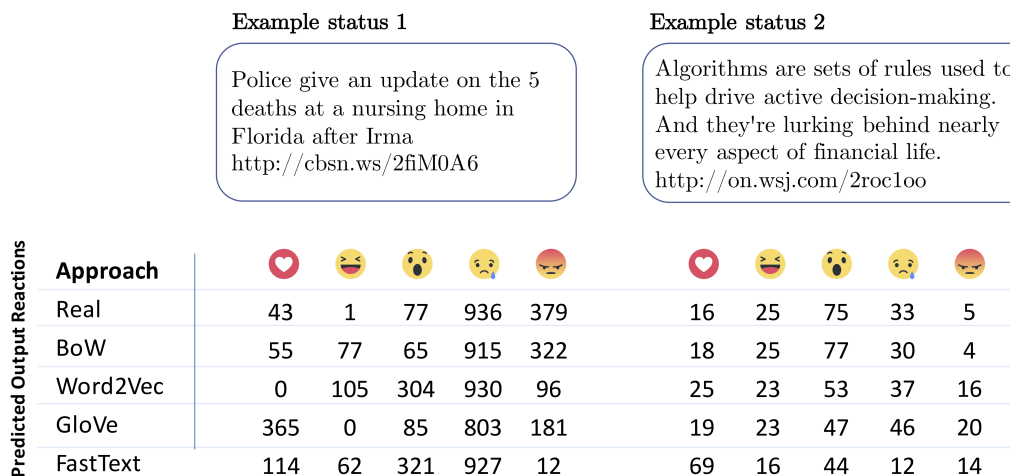 Example status 1
Police give an update on the 5
deaths at a nursing home in
Florida after Irma
http://cbsn.ws/2fiM0A6
Example status 2
Algorithms are sets of rules used to
help drive active decision-making.
And they're lurking behind nearly
every aspect of financial life.
http://on.wsj.com/2roc1oo
Predicted Output Reactions
Approach
Real 43 1 77 936 379 16 25 75 33 5
BoW 55 77 65 915 322 18 25 77 30 4
Word2Vec 0 105 304 930 96 25 23 53 37 16
GloVe 365 0 85 803 181 19 23 47 46 20
FastText 114 62 321 927 12 69 16 44 12 14